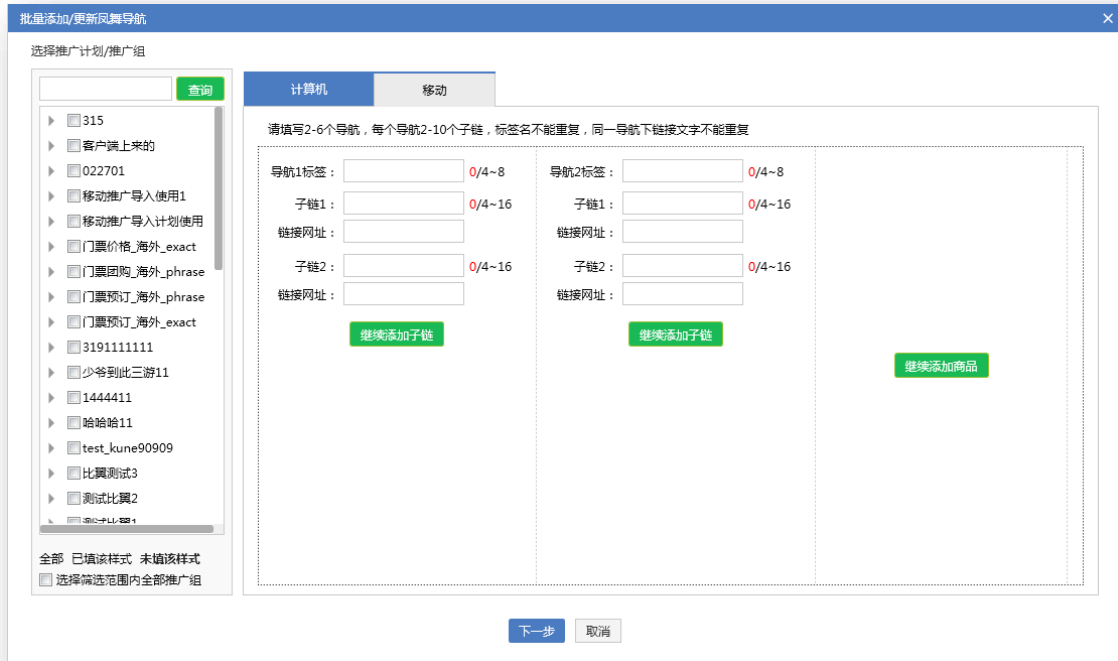 批量添加/更新凤舞导航
选择推广计划/推广组
查询
315
客户端上来的
022701
移动推广导入使用1
移动推广导入计划使用
门票价格_海外_exact
门票团购_海外_phrase
门票预订_海外_phrase
门票预订_海外_exact
3191111111
少爷到此三游11
1444411
哈哈哈11
test_kune90909
比翼测试3
测试比翼2
测试比翼1
全部 已填该样式 未填该样式
选择筛选范围内全部推广组
计算机 移动
请填写2-6个导航，每个导航2-10个子链，标签名不能重复，同一导航下链接文字不能重复
导航1标签： 0/4~8
子链1： 0/4~16
链接网址：
子链2： 0/4~16
链接网址：
继续添加子链
导航2标签： 0/4~8
子链1： 0/4~16
链接网址：
子链2： 0/4~16
链接网址：
继续添加子链
继续添加商品
下一步 取消